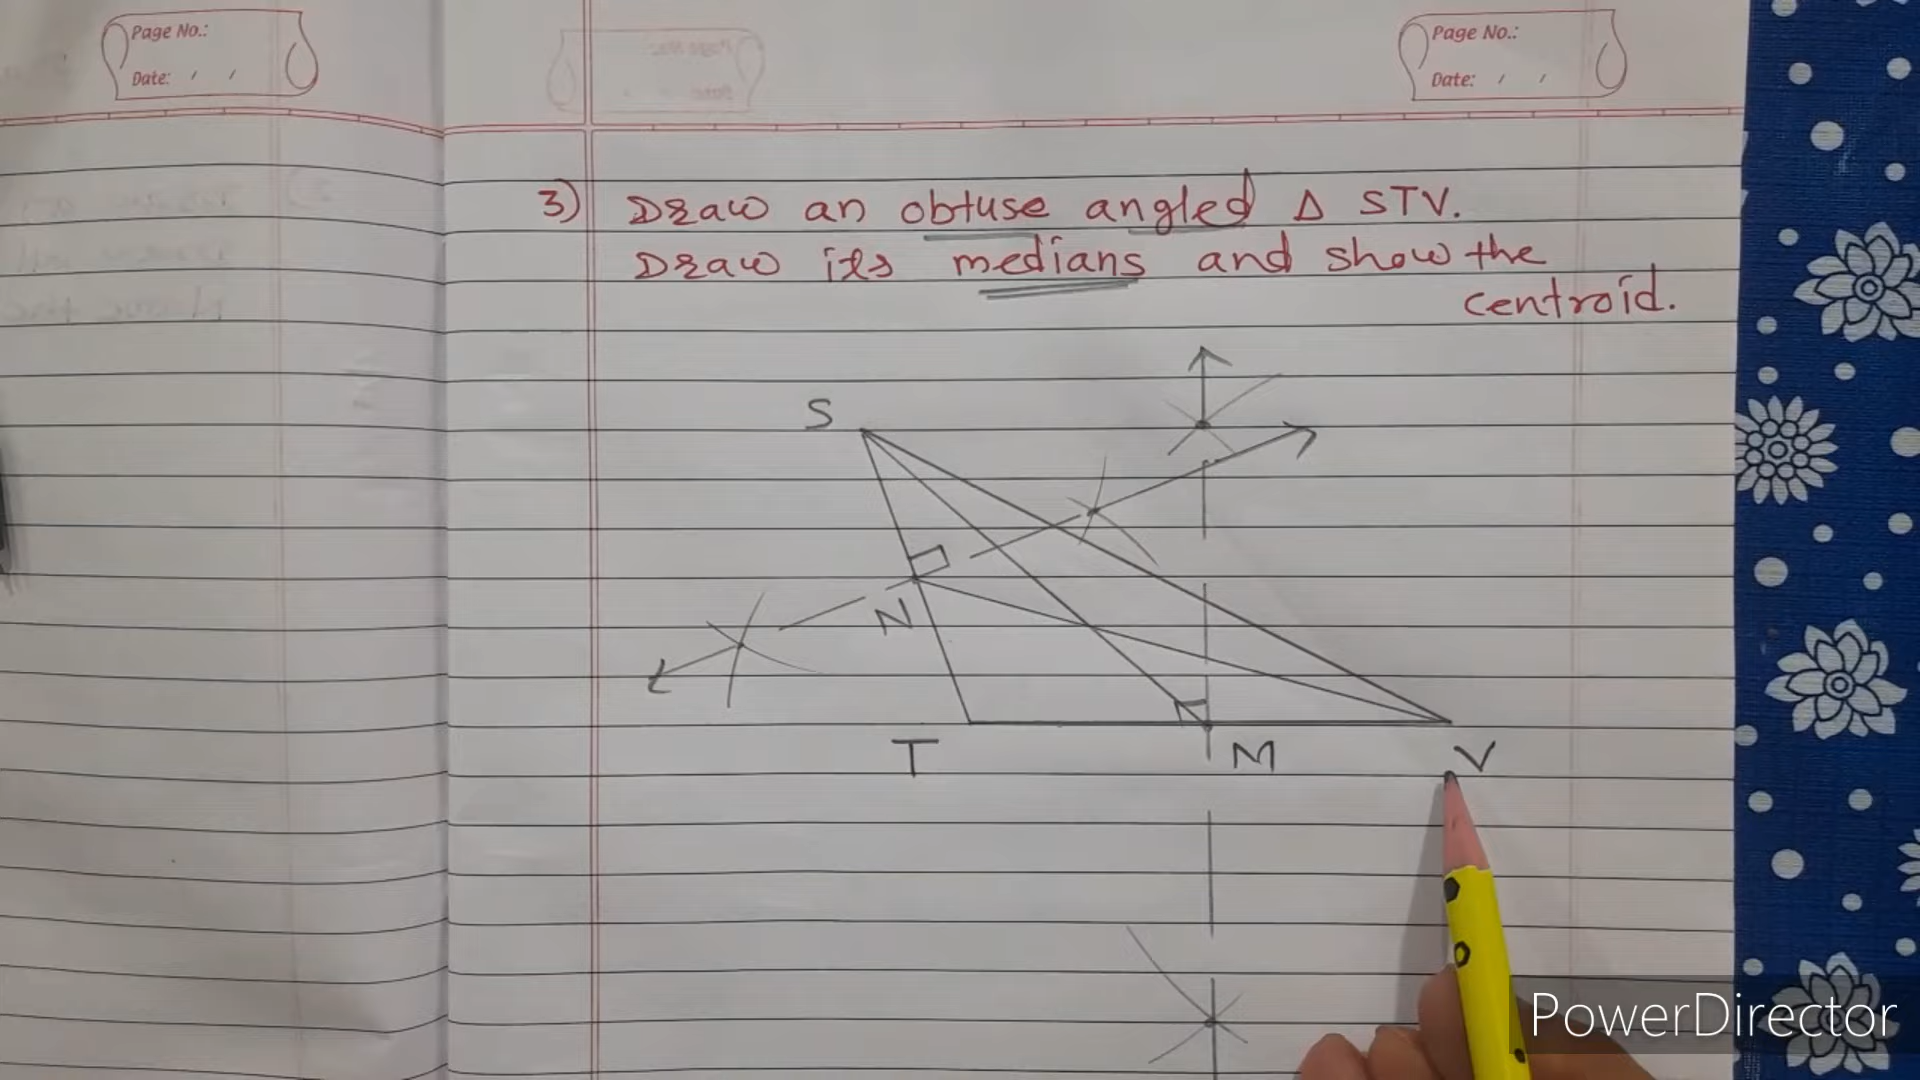 Page No.:
Date: / /
Page No.:
Date: / /
3) Draw an obtuse angled Δ STV.
Draw its medians and show the
centroid.
S
N
T M V
PowerDirector